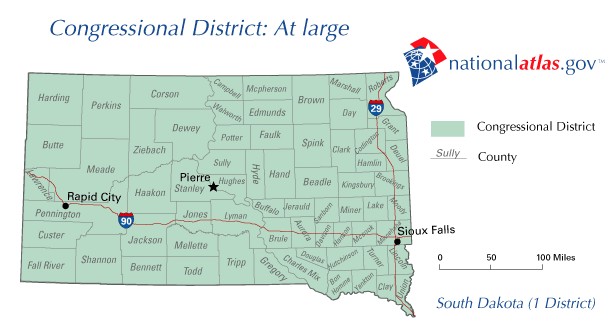 Congressional District: At large
nationalatlas.gov™
Congressional District
Sully County
Harding
Perkins
Corson
Campbell
Mcpherson
Brown
Marshall
Roberts
29
Walworth
Edmunds
Day
Dewey
Potter
Faulk
Grant
Butte
Ziebach
Spink
Clark
Codington
Deuel
Meade
Sully
Hyde
Hand
Hamlin
Lawrence
Pierre
Hughes
Haakon
Stanley
Beadle
Kingsbury
Brookings
Rapid City
Pennington
90
Jones
Lyman
Buffalo
Jerauld
Sanborn
Miner
Lake
Moody
Custer
Jackson
Brule
Aurora
Davison
Hanson
Mccook
Sioux Falls
Mellette
Fall River
Shannon
Bennett
Todd
Tripp
Gregory
Douglas
Charles Mix
Hutchinson
Turner
Lincoln
Bon Homme
Yankton
Clay
Union
0 50 100 Miles
South Dakota (1 District)